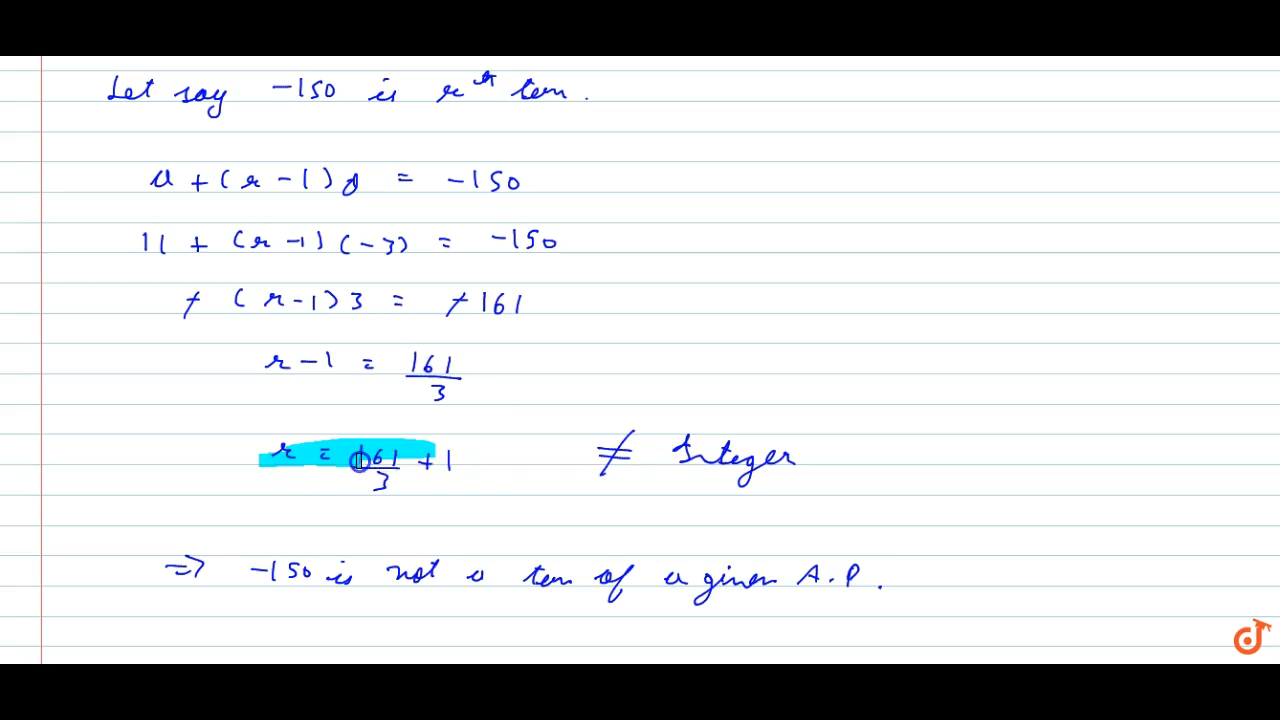 Let say -150 is r^th term.
a + (r - 1) d = -150
11 + (r - 1) (-3) = -150
- (r - 1) 3 = - 161
r - 1 = 161/3
r = 161/3 + 1 ≠ Integer
⇒ -150 is not a term of a given A.P.